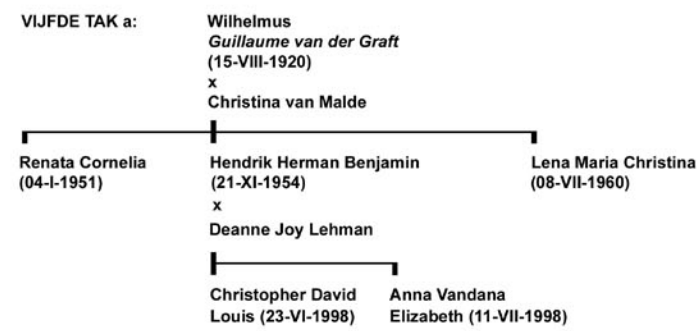 VIJFDE TAK a:
Wilhelmus
Guillaume van der Graft
(15-VIII-1920)
x
Christina van Malde
Renata Cornelia
(04-I-1951)
Hendrik Herman Benjamin
(21-XI-1954)
x
Deanne Joy Lehman
Lena Maria Christina
(08-VII-1960)
Christopher David
Louis (23-VI-1998)
Anna Vandana
Elizabeth (11-VII-1998)